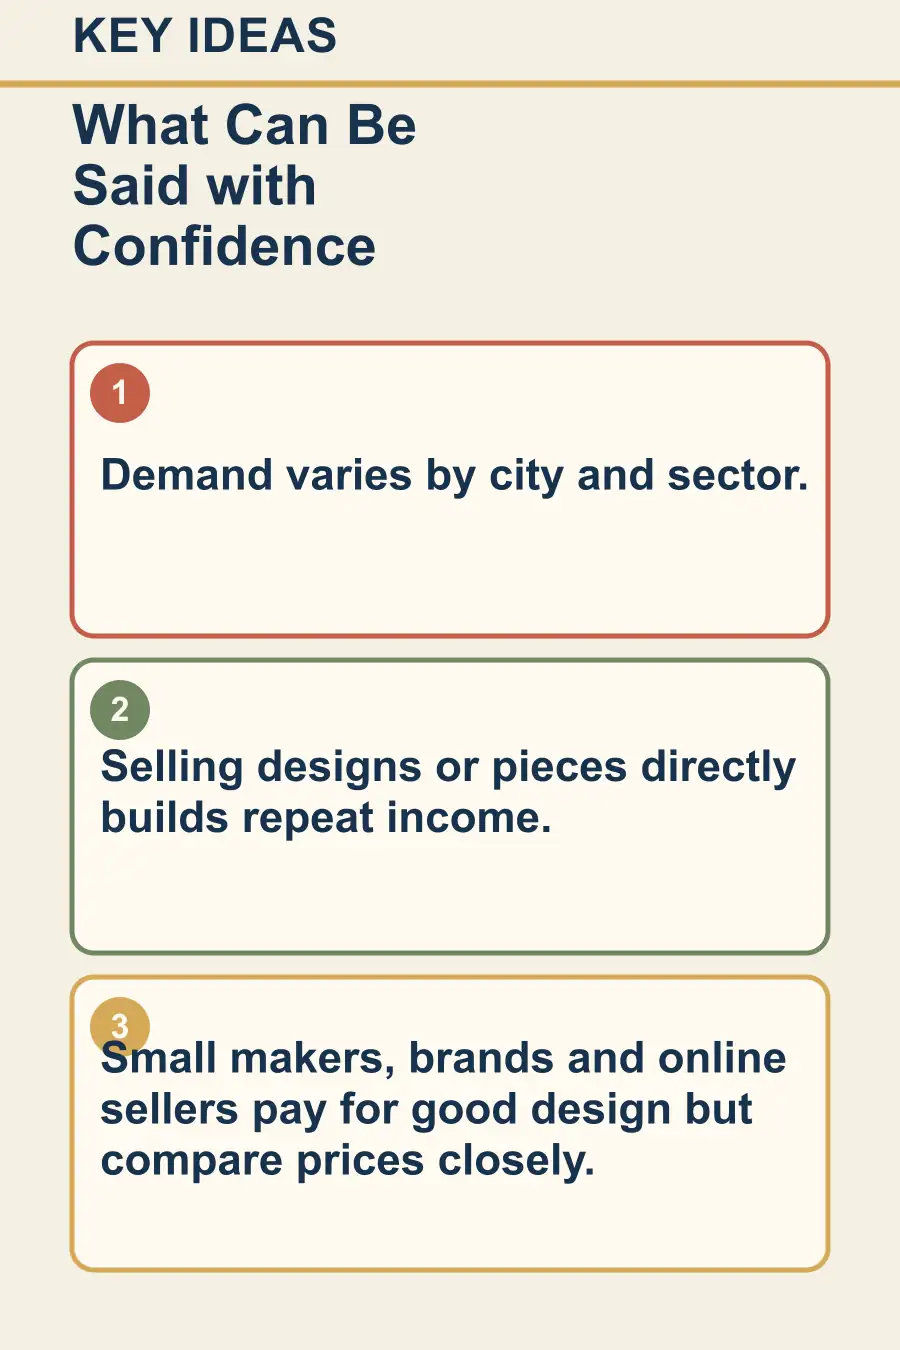 KEY IDEAS
What Can Be
Said with
Confidence
1
Demand varies by city and sector.
2
Selling designs or pieces directly
builds repeat income.
3
Small makers, brands and online
sellers pay for good design but
compare prices closely.